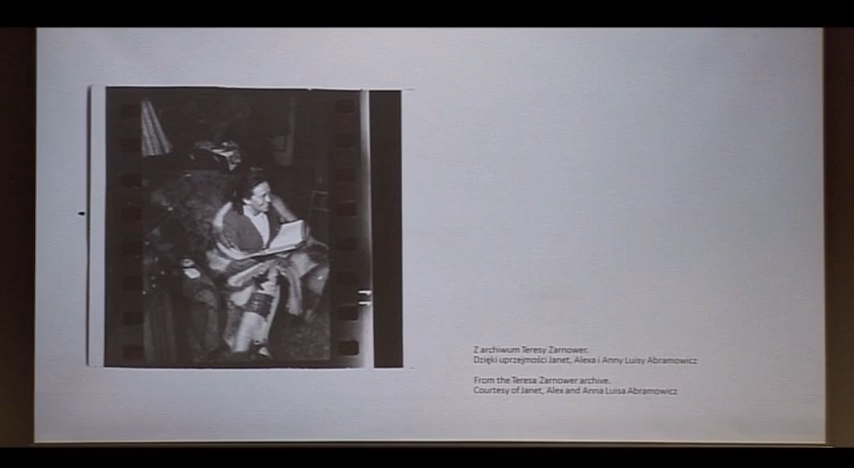 Z archiwum Teresy Żarnower.
Dzięki uprzejmości Janet, Alexa i Anny Luisy Abramowicz
From the Teresa Żarnower archive.
Courtesy of Janet, Alex and Anna Luisa Abramowicz